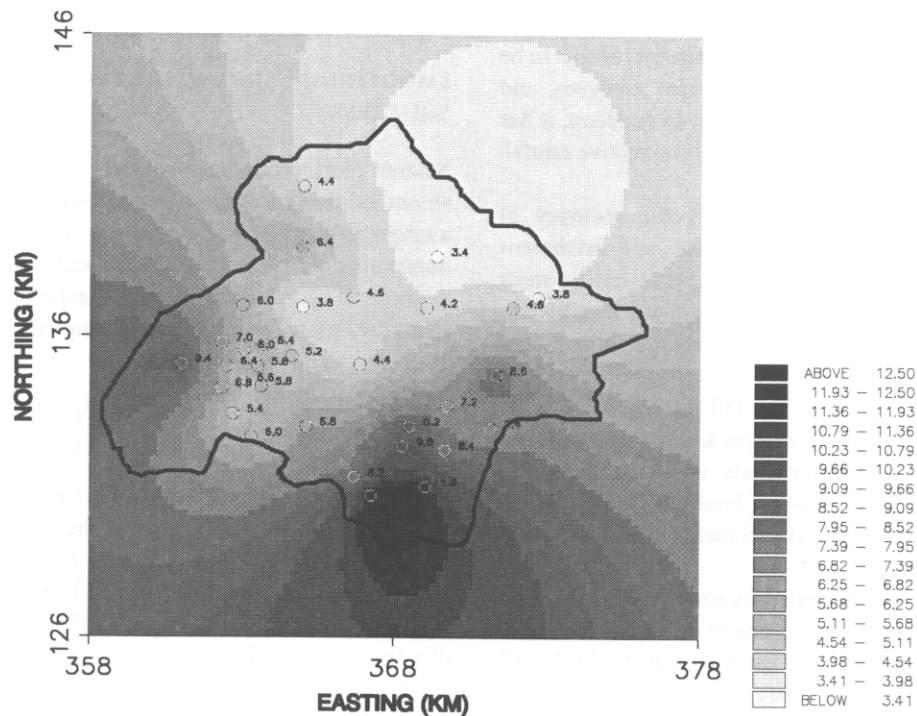 146
4.4
6.4
3.4
6.0
3.8
4.6
4.2
4.6
3.8
136
7.0
6.0
6.4
9.4
6.4
5.8
5.2
4.4
6.8
5.6
5.8
8.6
5.4
7.2
6.0
5.8
8.2
9.8
8.4
126
358
368
378
NORTHING (KM)
EASTING (KM)
ABOVE 12.50
11.93 – 12.50
11.36 – 11.93
10.79 – 11.36
10.23 – 10.79
9.66 – 10.23
9.09 – 9.66
8.52 – 9.09
7.95 – 8.52
7.39 – 7.95
6.82 – 7.39
6.25 – 6.82
5.68 – 6.25
5.11 – 5.68
4.54 – 5.11
3.98 – 4.54
3.41 – 3.98
BELOW 3.41